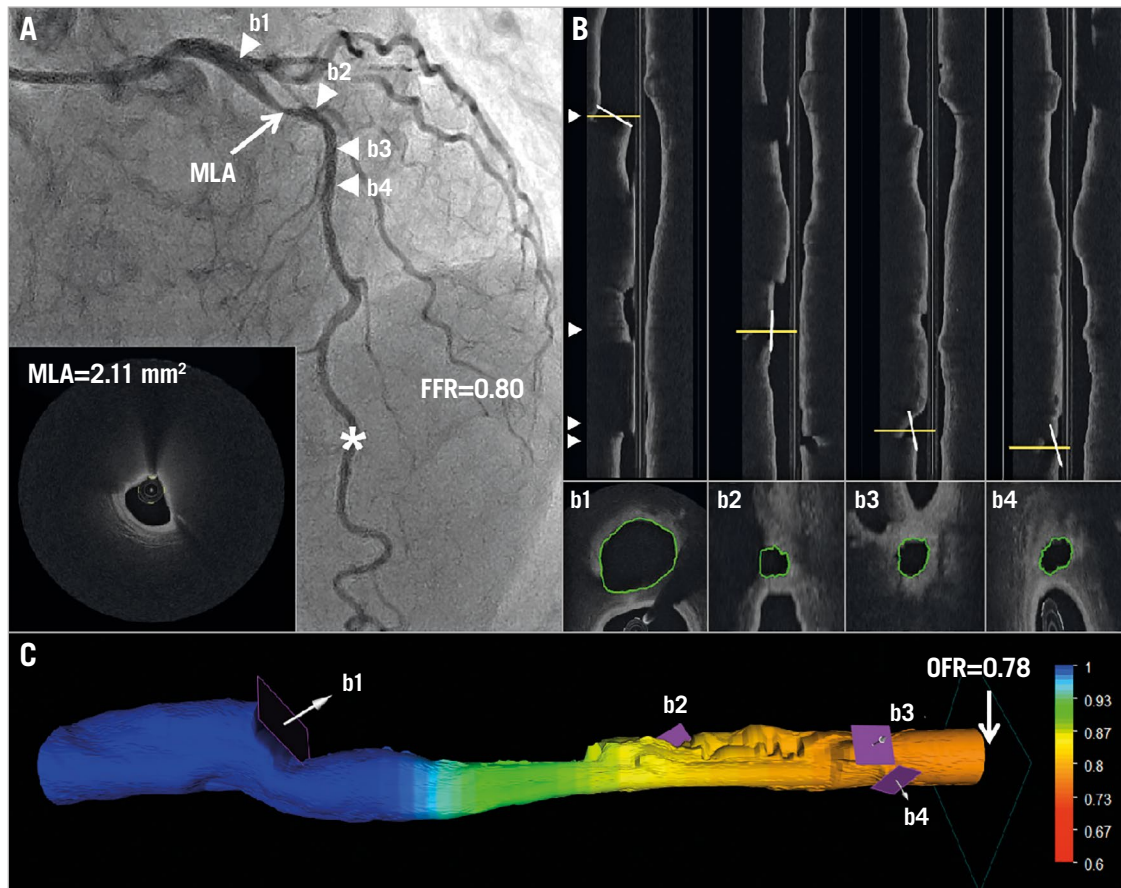 A
b1
b2
b3
b4
MLA
FFR=0.80
*
MLA=2.11 mm²
B
b1
b2
b3
b4
C
b1
b2
b3
b4
OFR=0.78
1
0.93
0.87
0.8
0.73
0.67
0.6